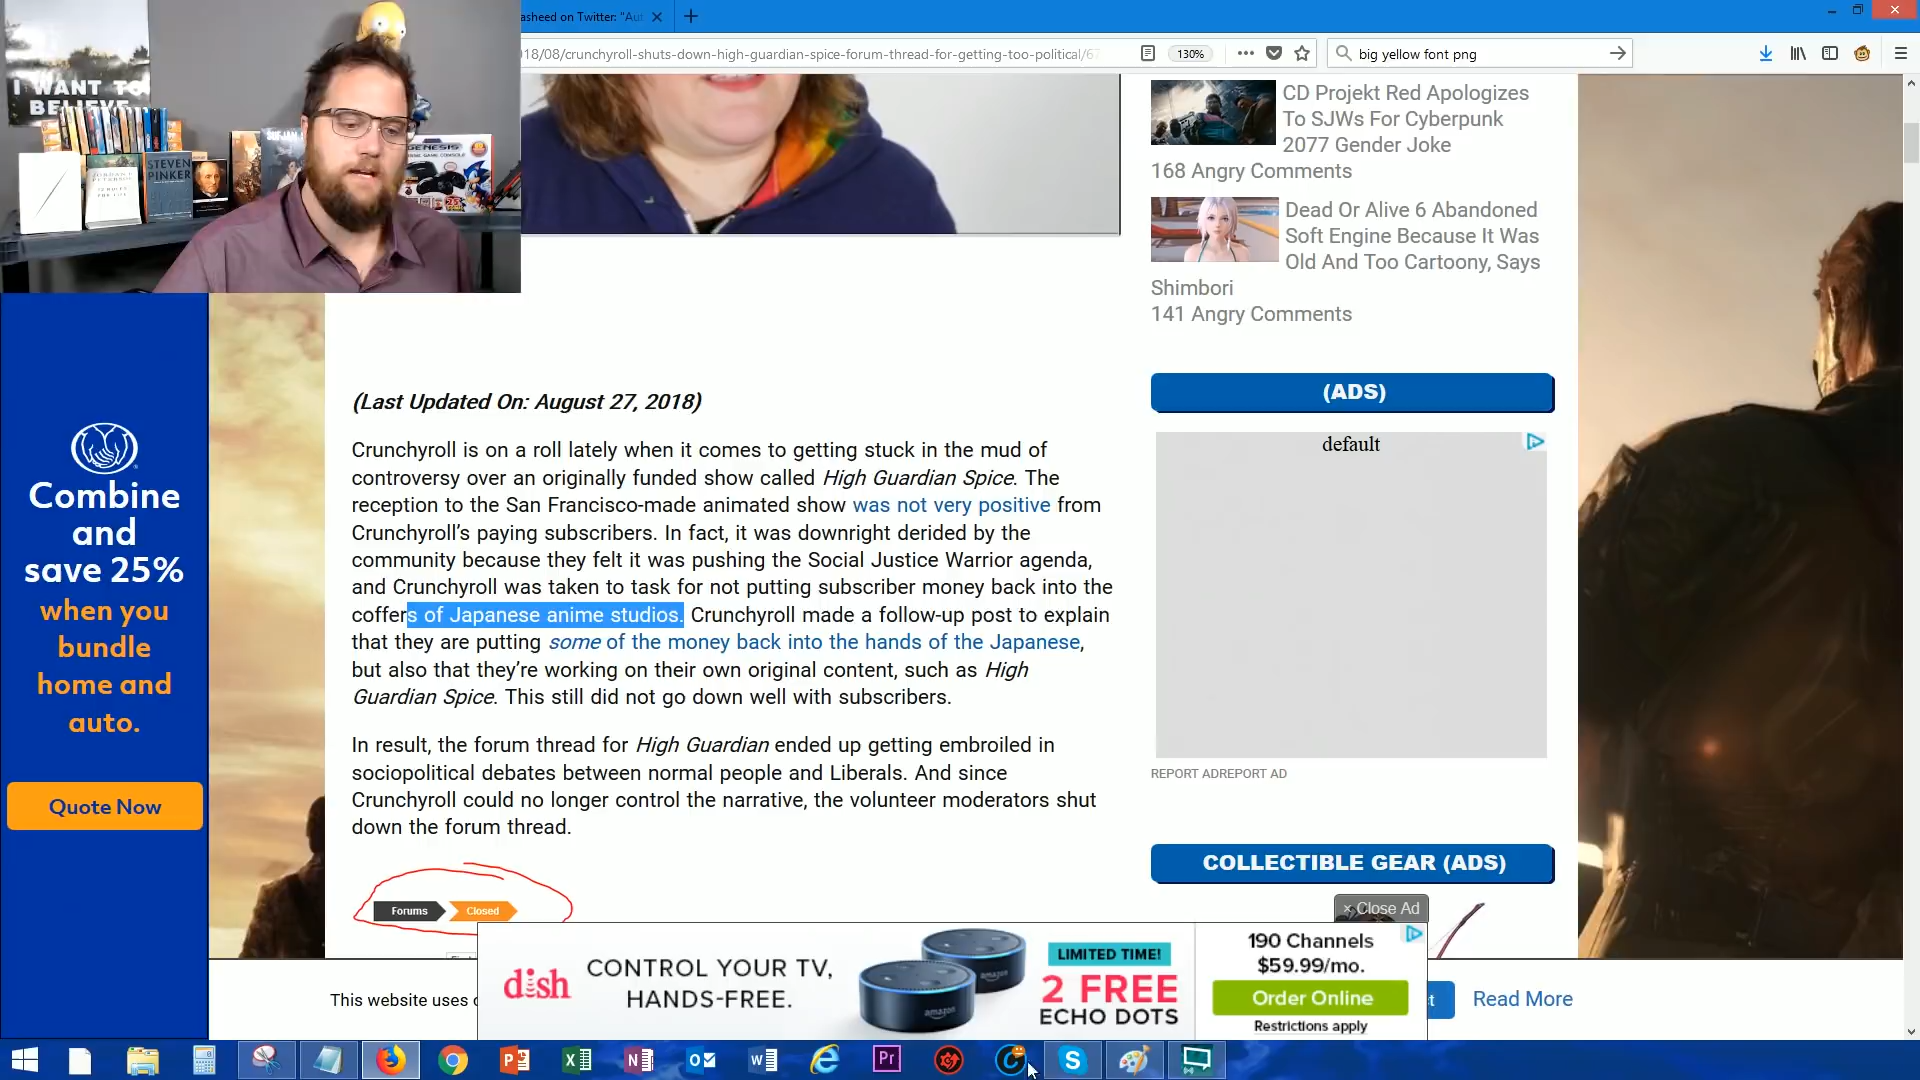 asheed on Twitter: "Aut
18/08/crunchyroll-shuts-down-high-guardian-spice-forum-thread-for-getting-too-political/67
130%
big yellow font png
I WANT TO
BELIEVE
STEVEN
PINKER
GENESIS
CD Projekt Red Apologizes
To SJWs For Cyberpunk
2077 Gender Joke
168 Angry Comments
Dead Or Alive 6 Abandoned
Soft Engine Because It Was
Old And Too Cartoony, Says
Shimbori
141 Angry Comments
(Last Updated On: August 27, 2018)
Crunchyroll is on a roll lately when it comes to getting stuck in the mud of
controversy over an originally funded show called High Guardian Spice. The
reception to the San Francisco-made animated show was not very positive from
Crunchyroll’s paying subscribers. In fact, it was downright derided by the
community because they felt it was pushing the Social Justice Warrior agenda,
and Crunchyroll was taken to task for not putting subscriber money back into the
coffers of Japanese anime studios. Crunchyroll made a follow-up post to explain
that they are putting some of the money back into the hands of the Japanese,
but also that they’re working on their own original content, such as High
Guardian Spice. This still did not go down well with subscribers.
In result, the forum thread for High Guardian ended up getting embroiled in
sociopolitical debates between normal people and Liberals. And since
Crunchyroll could no longer control the narrative, the volunteer moderators shut
down the forum thread.
Forums Closed
(ADS)
default
REPORT ADREPORT AD
COLLECTIBLE GEAR (ADS)
× Close Ad
Combine
and
save 25%
when you
bundle
home and
auto.
Quote Now
This website uses c
Read More
dish
CONTROL YOUR TV,
HANDS-FREE.
amazon
amazon
LIMITED TIME!
2 FREE
ECHO DOTS
190 Channels
$59.99/mo.
Order Online
Restrictions apply
Pr